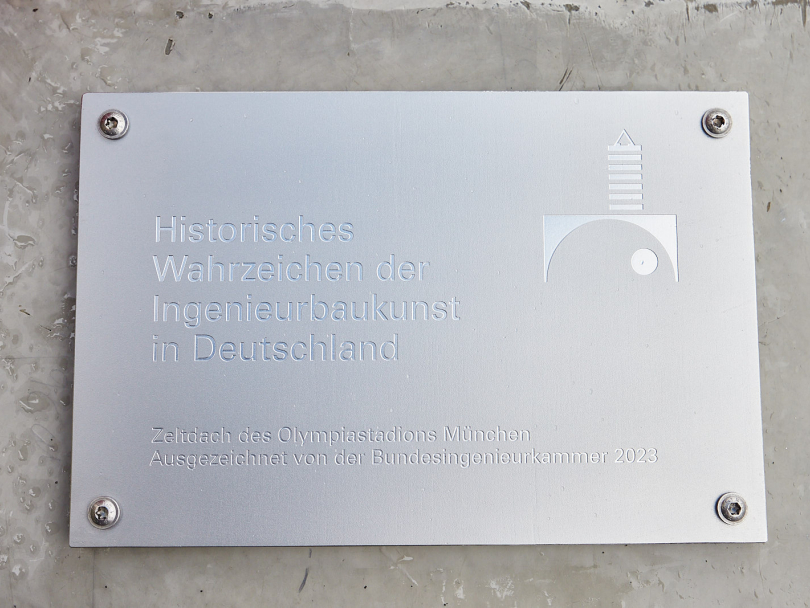 Historisches
Wahrzeichen der
Ingenieurbaukunst
in Deutschland
Zeltdach des Olympiastadions München
Ausgezeichnet von der Bundesingenieurkammer 2023